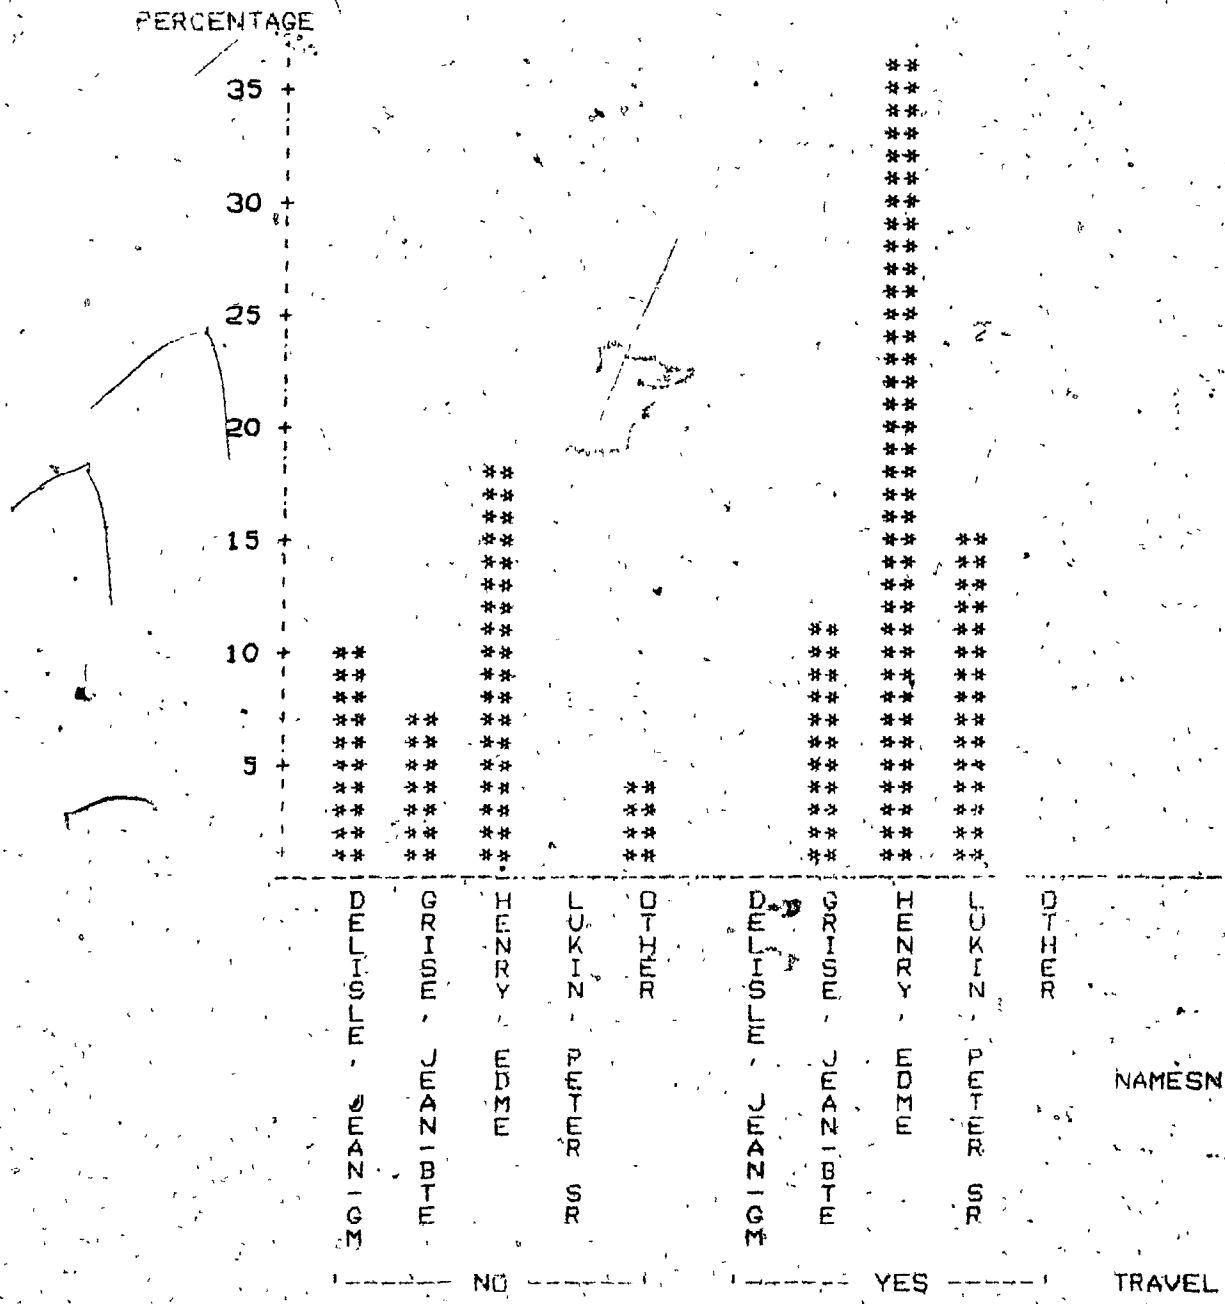 PERCENTAGE
35
30
25
20
15
10
5
DELISLE, JEAN-GM
GRISE, JEAN-BTE
HENRY, EDME
LUKIN, PETER SR
OTHER
DELISLE, JEAN-GM
GRISE, JEAN-BTE
HENRY, EDME
LUKIN, PETER SR
OTHER
NAMESN
NO
YES
TRAVEL